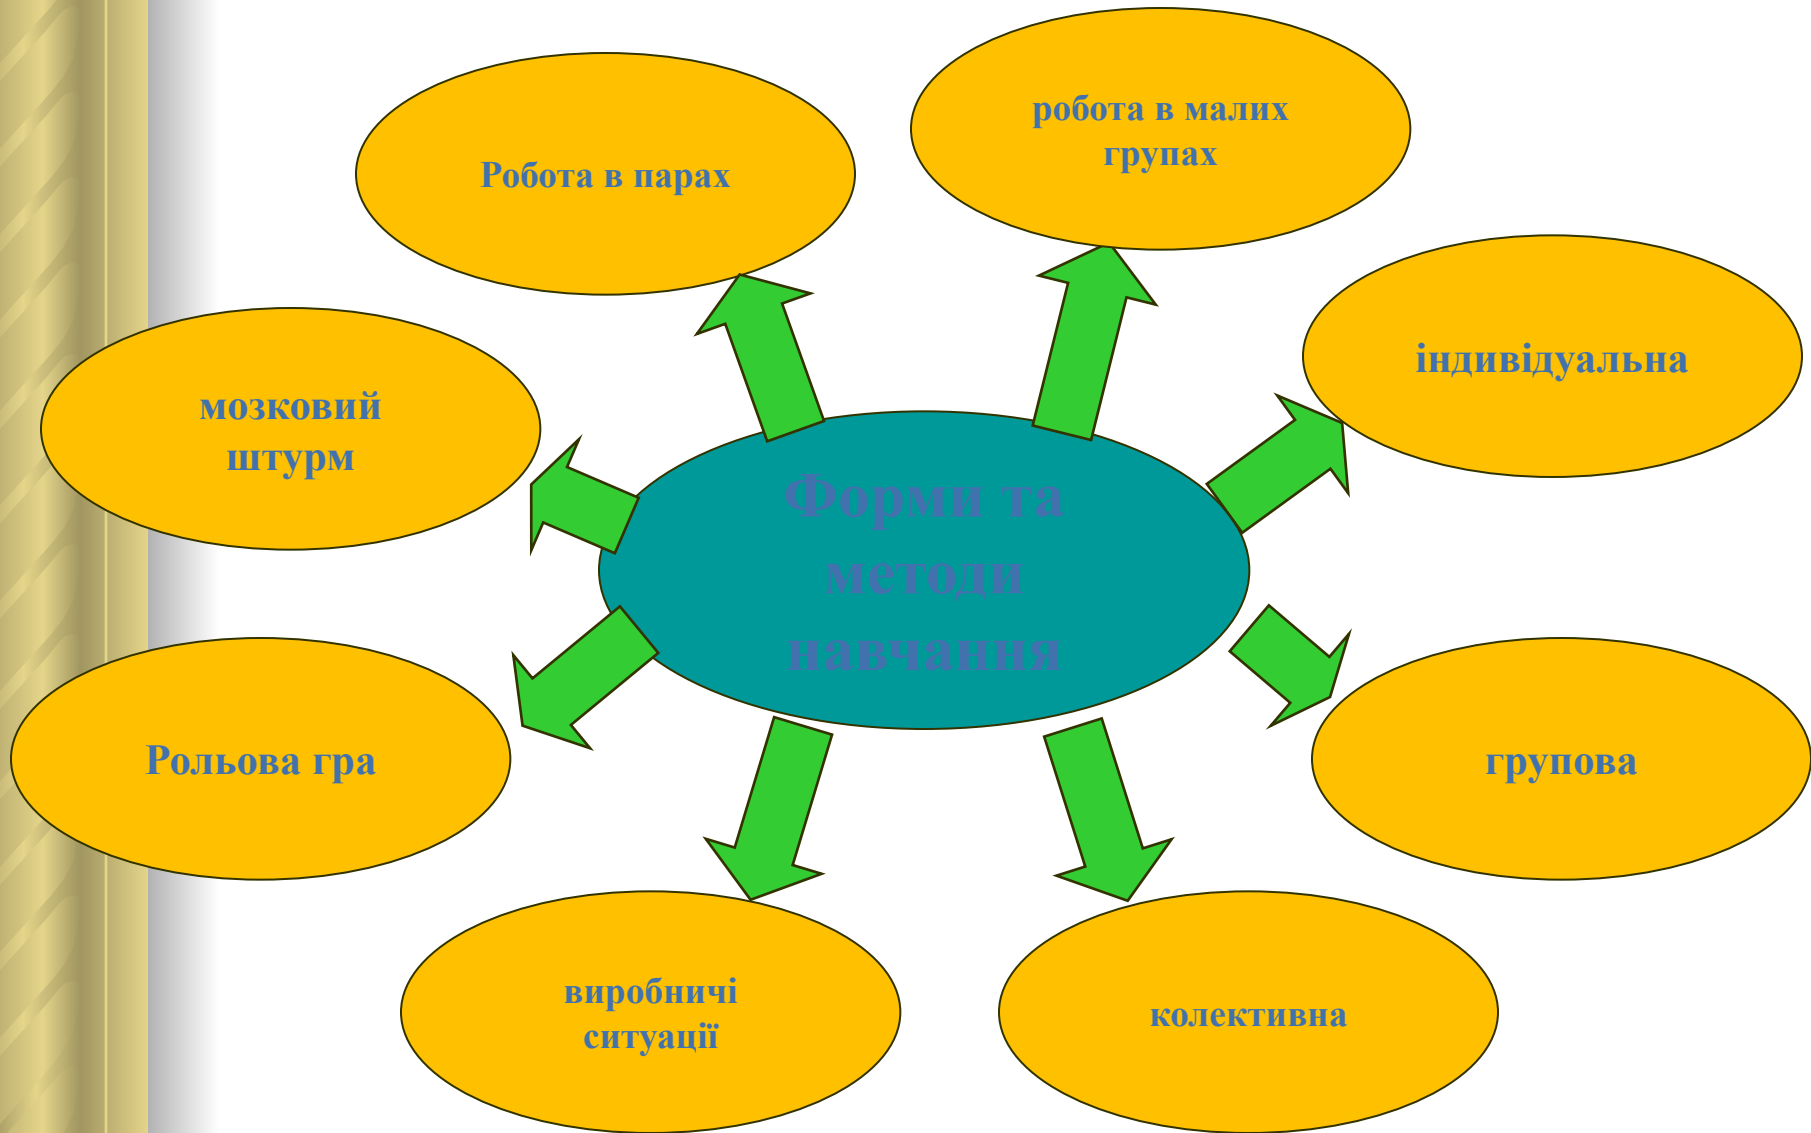 Робота в парах
робота в малих
групах
індивідуальна
мозковий
штурм
Форми та
методи
навчання
Рольова гра
групова
виробничі
ситуації
колективна